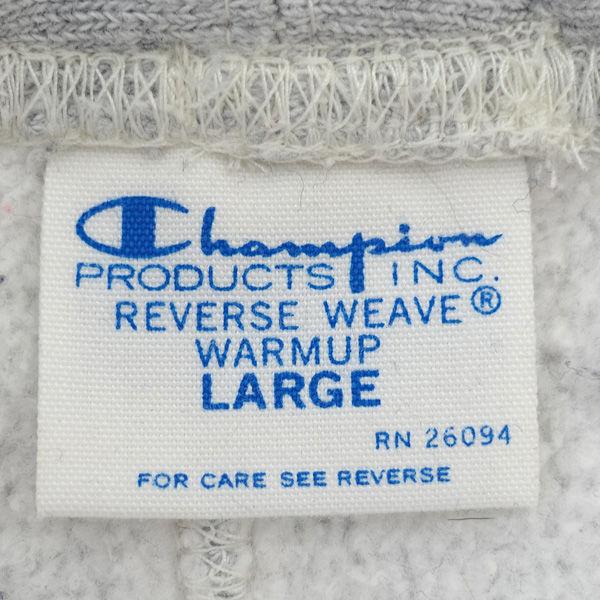 Champion
PRODUCTS INC.
REVERSE WEAVE®
WARMUP
LARGE
RN 26094
FOR CARE SEE REVERSE